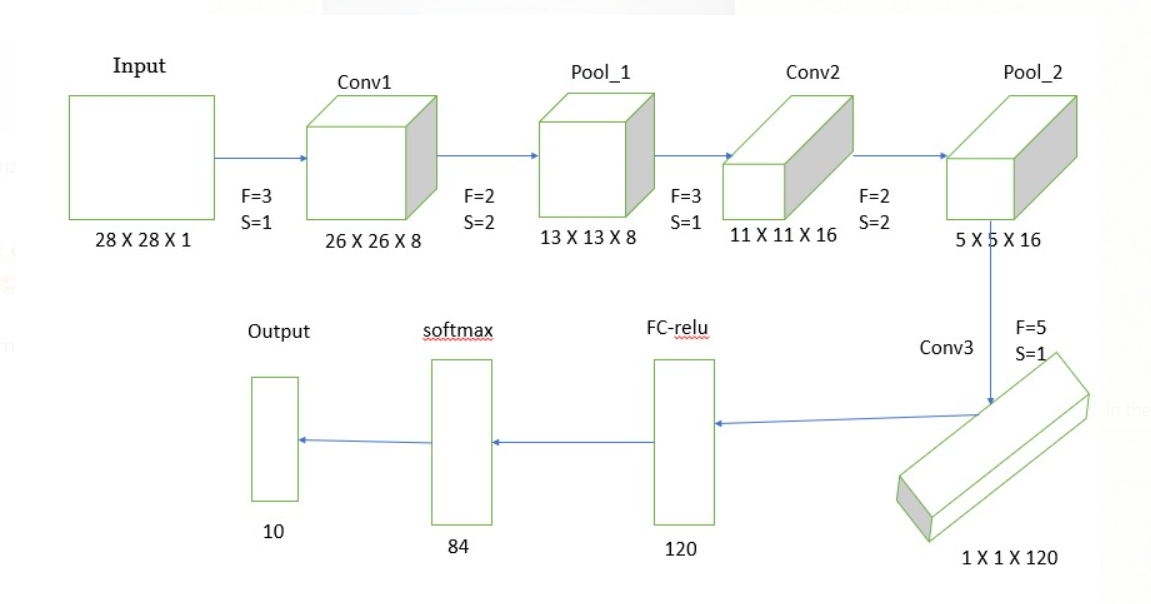 Input
Conv1
Pool_1
Conv2
Pool_2
F=3
S=1
F=2
S=2
F=3
S=1
F=2
S=2
28 X 28 X 1
26 X 26 X 8
13 X 13 X 8
11 X 11 X 16
5 X 5 X 16
Output
softmax
FC-relu
Conv3
F=5
S=1
10
84
120
1 X 1 X 120
in the